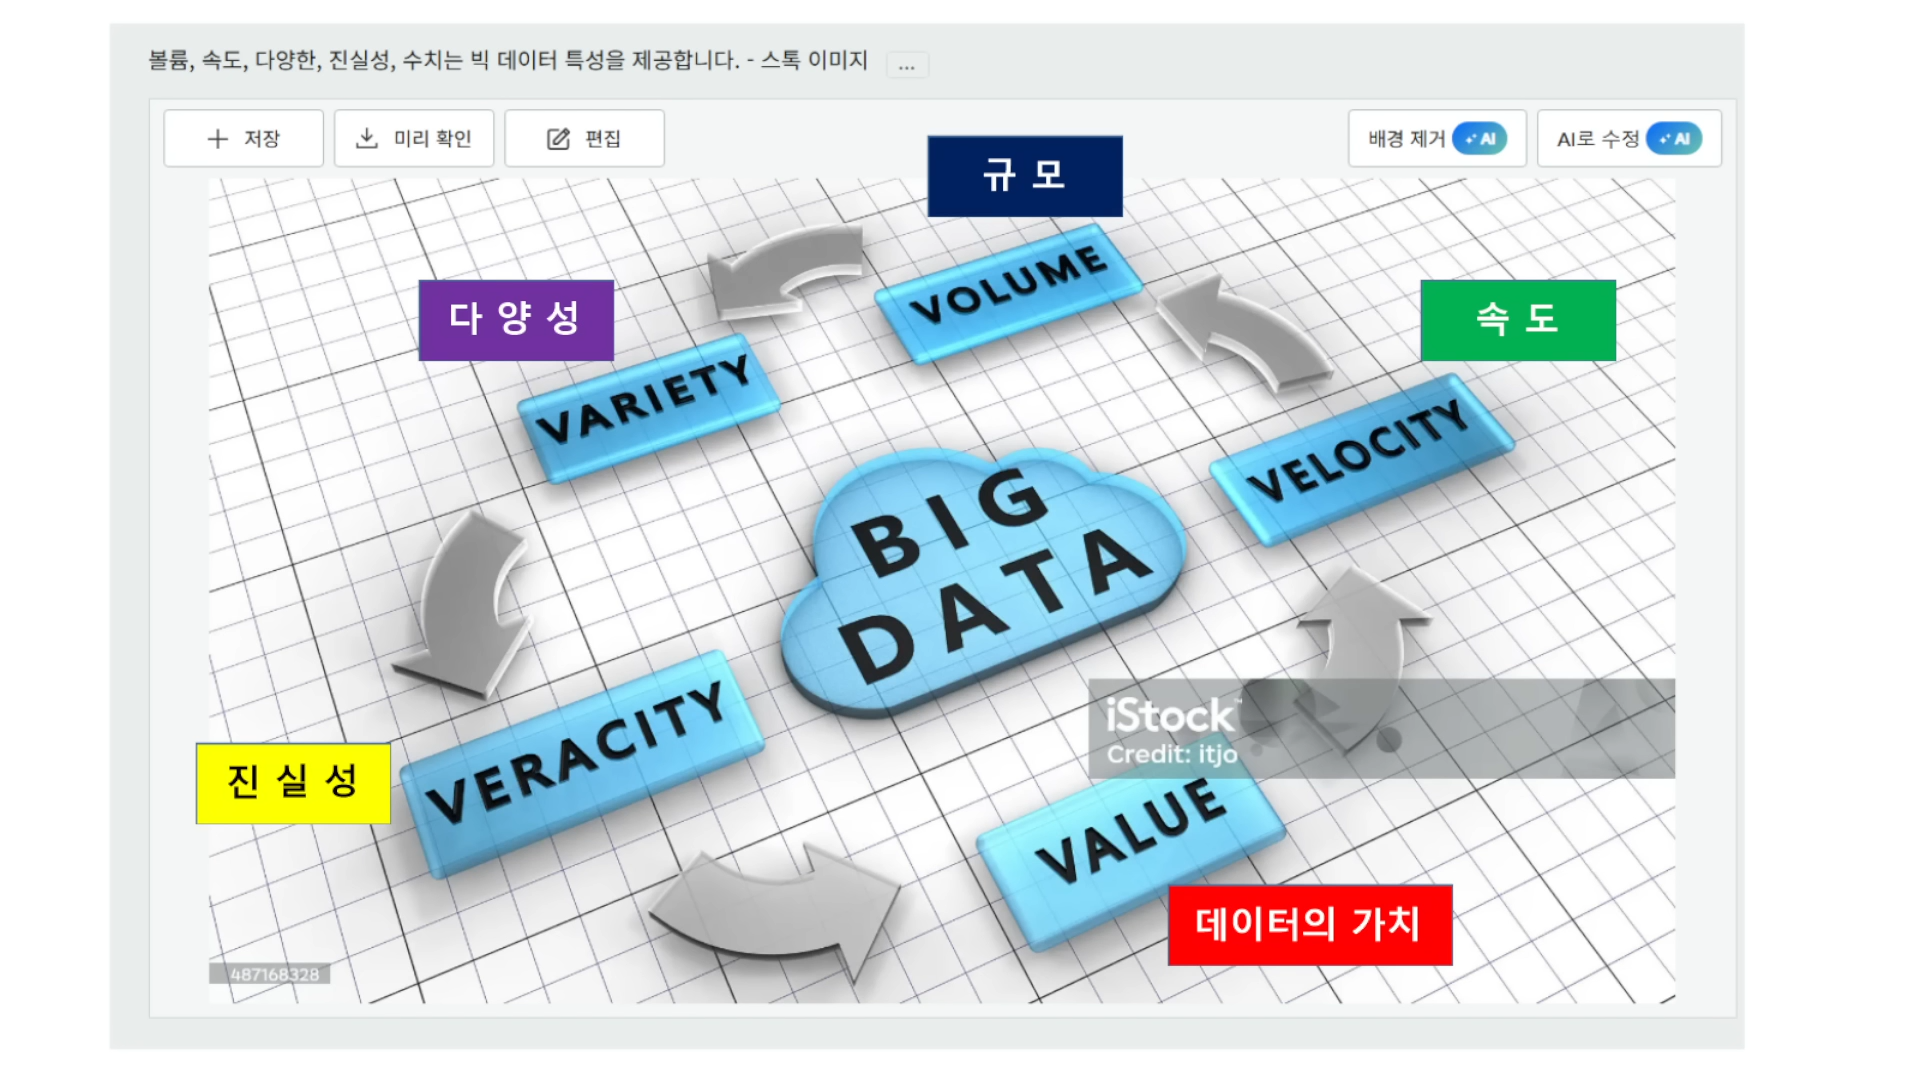 볼륨, 속도, 다양한, 진실성, 수치는 빅 데이터 특성을 제공합니다. - 스톡 이미지 ...
저장
미리 확인
편집
배경 제거 AI
AI로 수정 AI
규 모
VOLUME
다 양 성
VARIETY
속 도
VELOCITY
BIG
DATA
진 실 성
VERACITY
iStock
Credit: itjo
VALUE
데이터의 가치
487168328